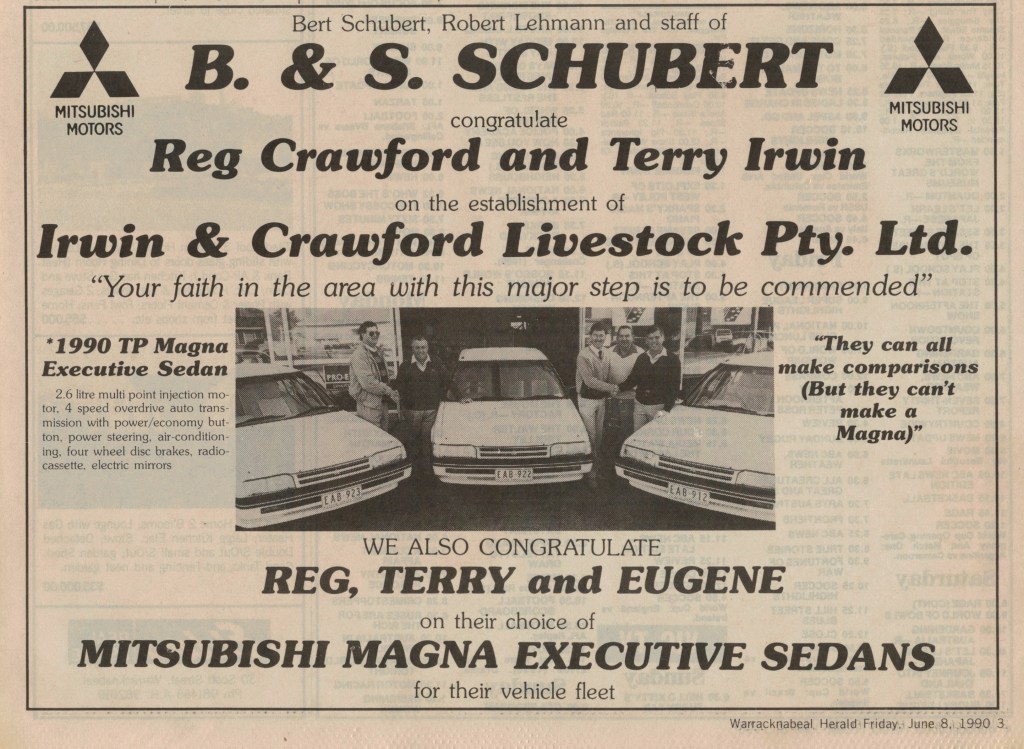 Bert Schubert, Robert Lehmann and staff of
B. & S. SCHUBERT
MITSUBISHI
MOTORS
MITSUBISHI
MOTORS
congratulate
Reg Crawford and Terry Irwin
on the establishment of
Irwin & Crawford Livestock Pty. Ltd.
"Your faith in the area with this major step is to be commended"
*1990 TP Magna
Executive Sedan
2.6 litre multi point injection mo-
tor, 4 speed overdrive auto trans-
mission with power/economy but-
ton, power steering, air-condition-
ing, four wheel disc brakes, radio-
cassette, electric mirrors
EAB·923
EAB·922
EAB·912
"They can all
make comparisons
(But they can't
make a
Magna)"
WE ALSO CONGRATULATE
REG, TERRY and EUGENE
on their choice of
MITSUBISHI MAGNA EXECUTIVE SEDANS
for their vehicle fleet
Warracknabeal Herald Friday, June 8, 1990 3